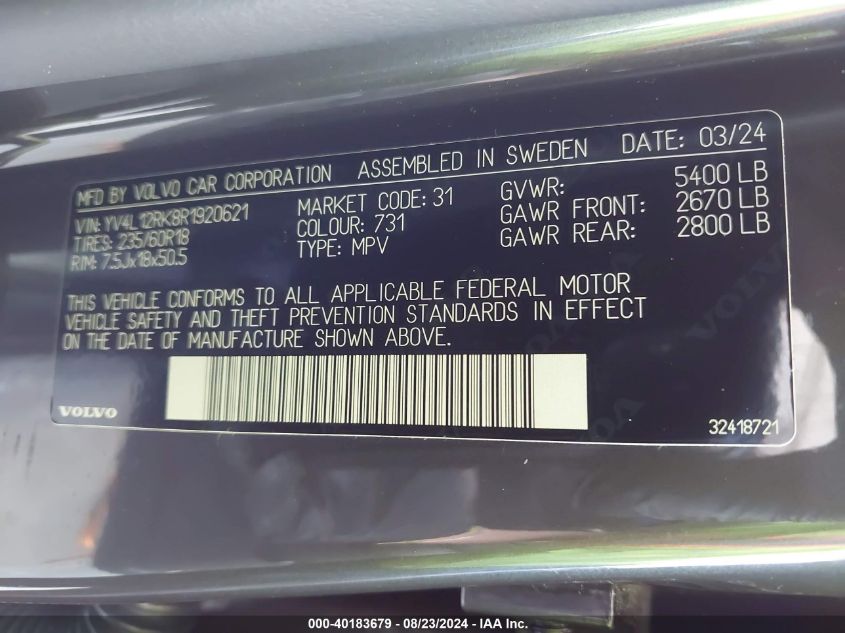 MFD BY VOLVO CAR CORPORATION ASSEMBLED IN SWEDEN DATE: 03/24
VIN: YV4L12RK8R1920621 MARKET CODE: 31 GVWR: 5400 LB
TIRES: 235/60R18 COLOUR: 731 GAWR FRONT: 2670 LB
RIM: 7.5Jx18x50.5 TYPE: MPV GAWR REAR: 2800 LB
THIS VEHICLE CONFORMS TO ALL APPLICABLE FEDERAL MOTOR
VEHICLE SAFETY AND THEFT PREVENTION STANDARDS IN EFFECT
ON THE DATE OF MANUFACTURE SHOWN ABOVE.
VOLVO 32418721
000-40183679 - 08/23/2024 - IAAI.com